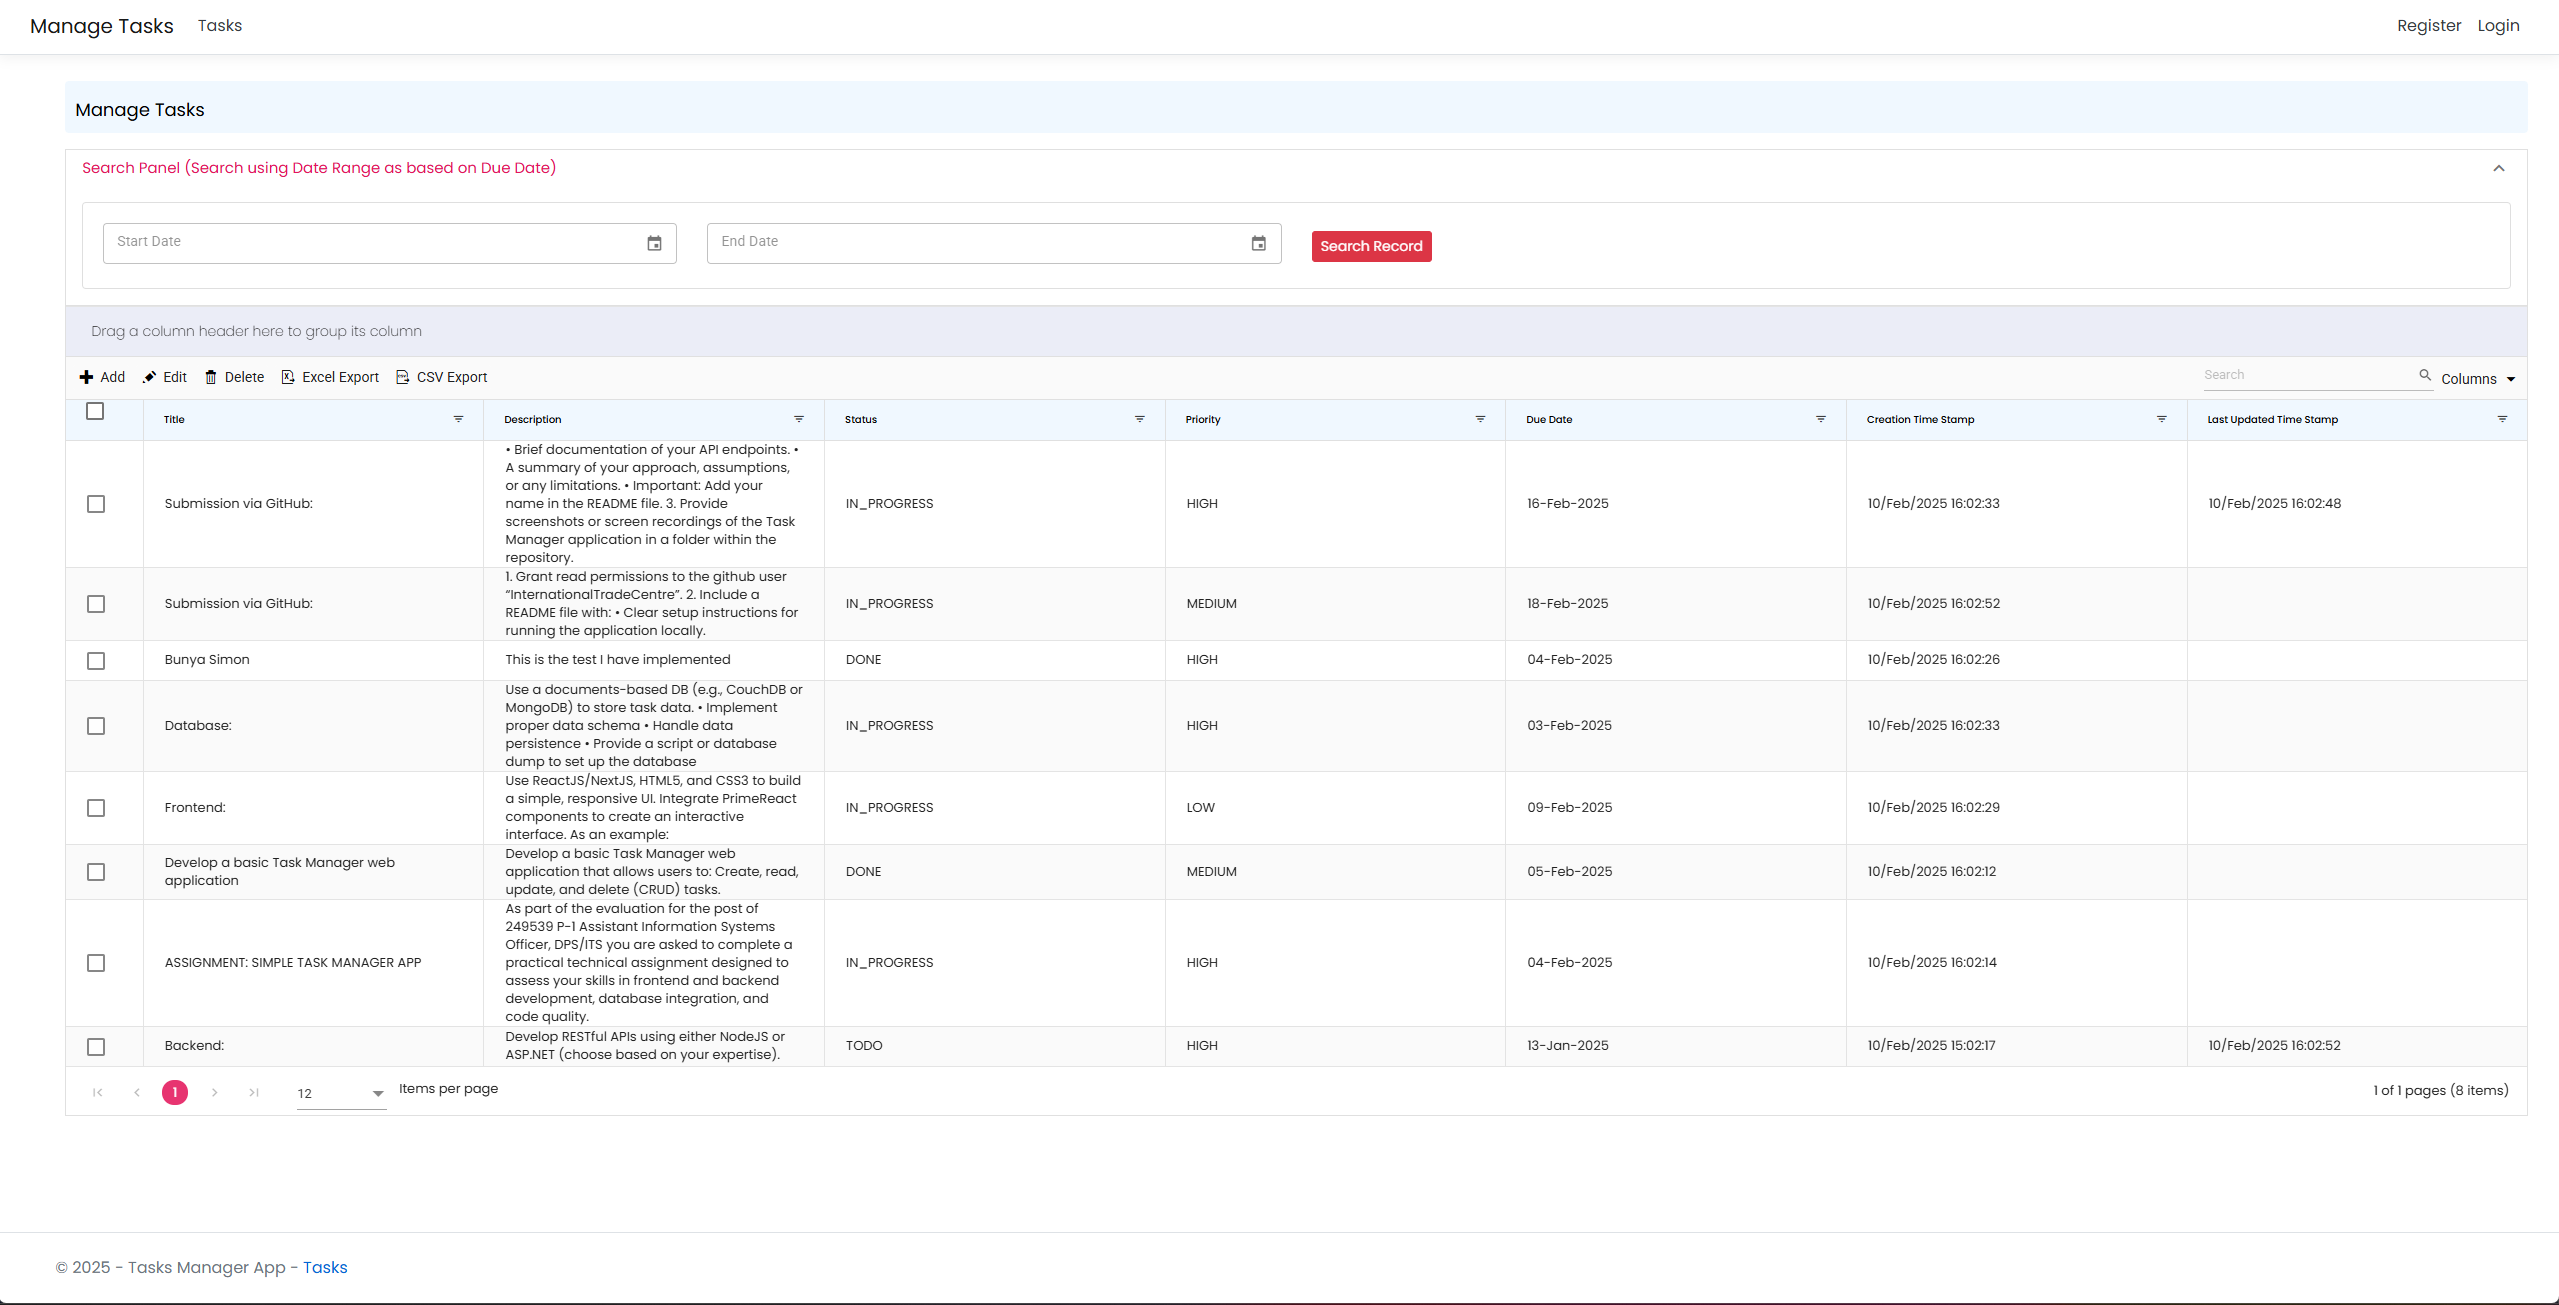 Manage Tasks Tasks Register Login
Manage Tasks
Search Panel (Search using Date Range as based on Due Date)
Start Date End Date Search Record
Drag a column header here to group its column
Add Edit Delete Excel Export CSV Export Search Columns
Title Description Status Priority Due Date Creation Time Stamp Last Updated Time Stamp
Submission via GitHub:
• Brief documentation of your API endpoints. •
A summary of your approach, assumptions,
or any limitations. • Important: Add your
name in the README file. 3. Provide
screenshots or screen recordings of the Task
Manager application in a folder within the
repository.
IN_PROGRESS HIGH 16-Feb-2025 10/Feb/2025 16:02:33 10/Feb/2025 16:02:48
Submission via GitHub:
1. Grant read permissions to the github user
“InternationalTradeCentre”. 2. Include a
README file with: • Clear setup instructions for
running the application locally.
IN_PROGRESS MEDIUM 18-Feb-2025 10/Feb/2025 16:02:52
Bunya Simon This is the test I have implemented DONE HIGH 04-Feb-2025 10/Feb/2025 16:02:26
Database:
Use a documents-based DB (e.g., CouchDB or
MongoDB) to store task data. • Implement
proper data schema • Handle data
persistence • Provide a script or database
dump to set up the database
IN_PROGRESS HIGH 03-Feb-2025 10/Feb/2025 16:02:33
Frontend:
Use ReactJS/NextJS, HTML5, and CSS3 to build
a simple, responsive UI. Integrate PrimeReact
components to create an interactive
interface. As an example:
IN_PROGRESS LOW 09-Feb-2025 10/Feb/2025 16:02:29
Develop a basic Task Manager web
application
Develop a basic Task Manager web
application that allows users to: Create, read,
update, and delete (CRUD) tasks.
DONE MEDIUM 05-Feb-2025 10/Feb/2025 16:02:12
ASSIGNMENT: SIMPLE TASK MANAGER APP
As part of the evaluation for the post of
249539 P-1 Assistant Information Systems
Officer, DPS/ITS you are asked to complete a
practical technical assignment designed to
assess your skills in frontend and backend
development, database integration, and
code quality.
IN_PROGRESS HIGH 04-Feb-2025 10/Feb/2025 16:02:14
Backend:
Develop RESTful APIs using either NodeJS or
ASP.NET (choose based on your expertise).
TODO HIGH 13-Jan-2025 10/Feb/2025 15:02:17 10/Feb/2025 16:02:52
1 12 Items per page 1 of 1 pages (8 items)
© 2025 - Tasks Manager App - Tasks